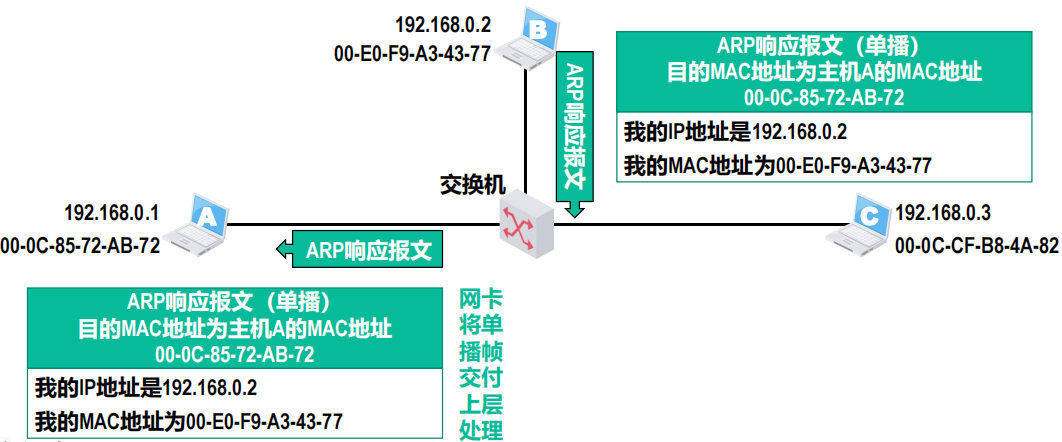 192.168.0.2
00-E0-F9-A3-43-77
B
ARP响应报文
ARP响应报文（单播）
目的MAC地址为主机A的MAC地址
00-0C-85-72-AB-72
我的IP地址是192.168.0.2
我的MAC地址为00-E0-F9-A3-43-77
交换机
192.168.0.1
00-0C-85-72-AB-72
A
ARP响应报文
C
192.168.0.3
00-0C-CF-B8-4A-82
ARP响应报文（单播）
目的MAC地址为主机A的MAC地址
00-0C-85-72-AB-72
我的IP地址是192.168.0.2
我的MAC地址为00-E0-F9-A3-43-77
网卡
将单
播帧
交付
上层
处理